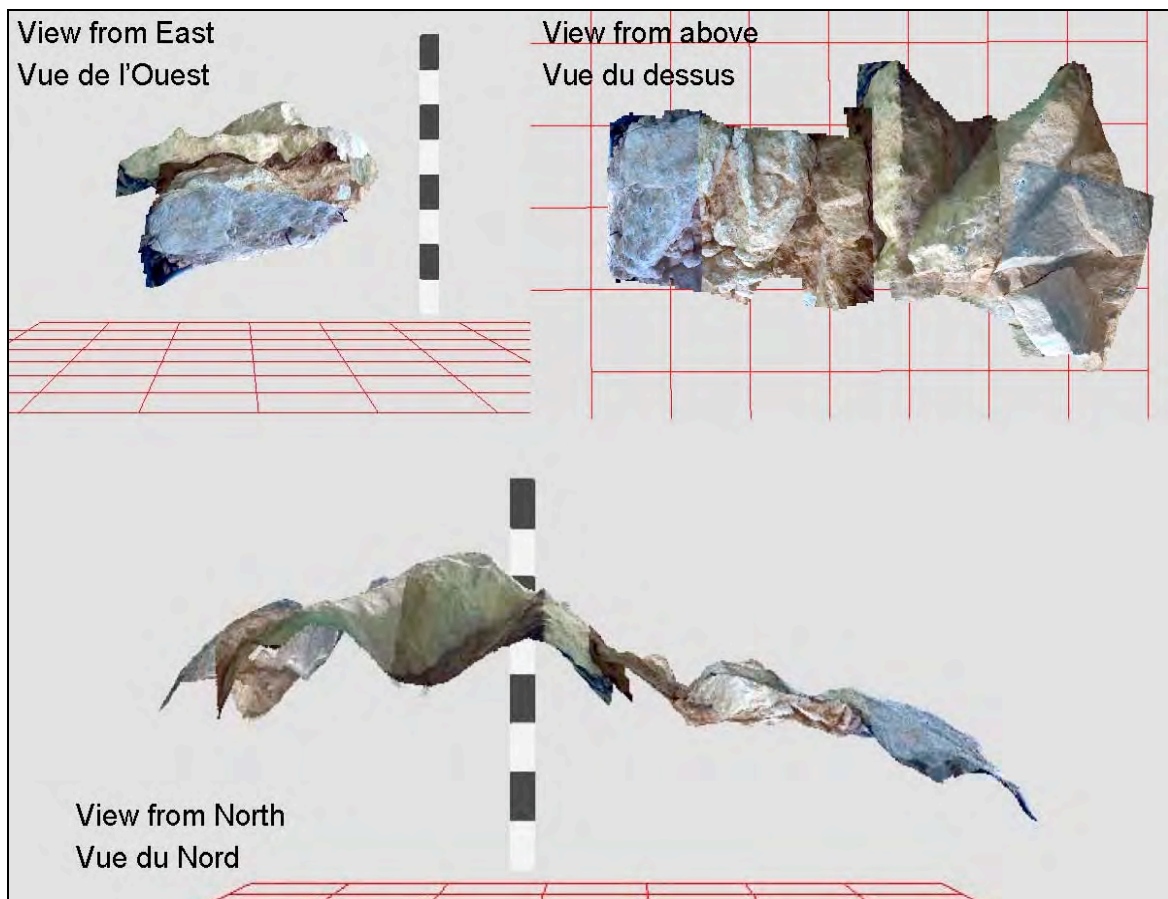 View from East
Vue de l'Ouest
View from above
Vue du dessus
View from North
Vue du Nord